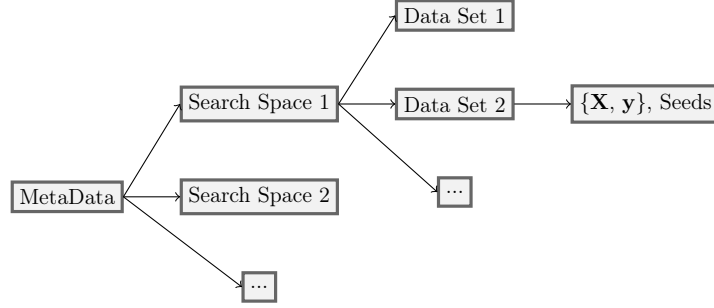 Data Set 1
Search Space 1
Data Set 2
{X, y}, Seeds
MetaData
Search Space 2
...
...